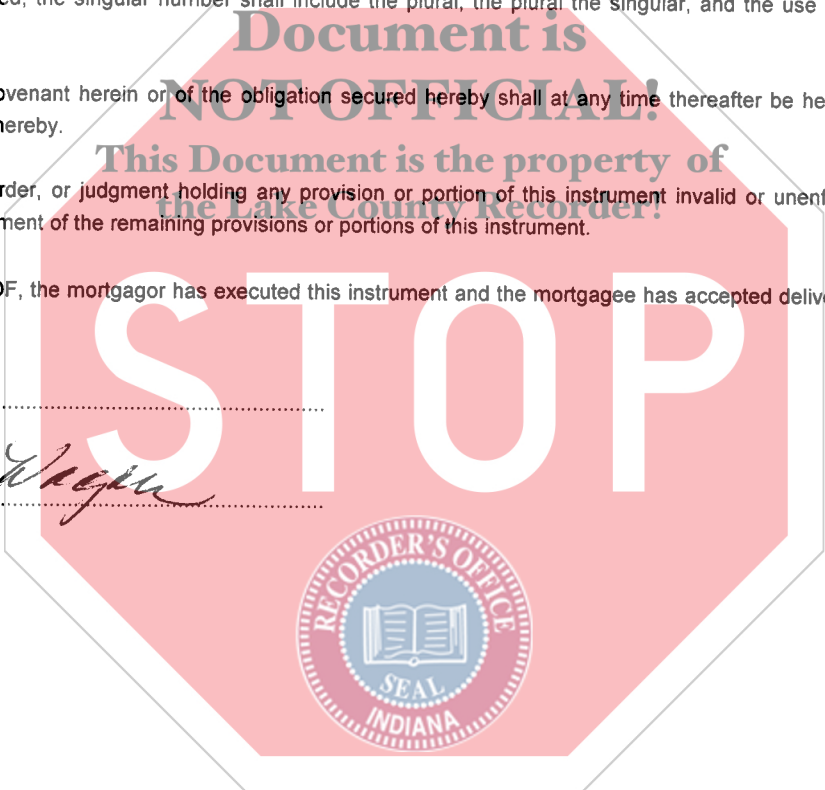 ed, the singular number shall include the plural, the plural the singular, and the use
Document is
ovenant herein or of the obligation secured hereby shall at any time thereafter be he
NOT OFFICIAL!
hereby.
This Document is the property of
rder, or judgment holding any provision or portion of this instrument invalid or unenf
the Lake County Recorder!
ment of the remaining provisions or portions of this instrument.
OF, the mortgagor has executed this instrument and the mortgagee has accepted delive
STOP
RECORDER'S OFFICE
SEAL
INDIANA